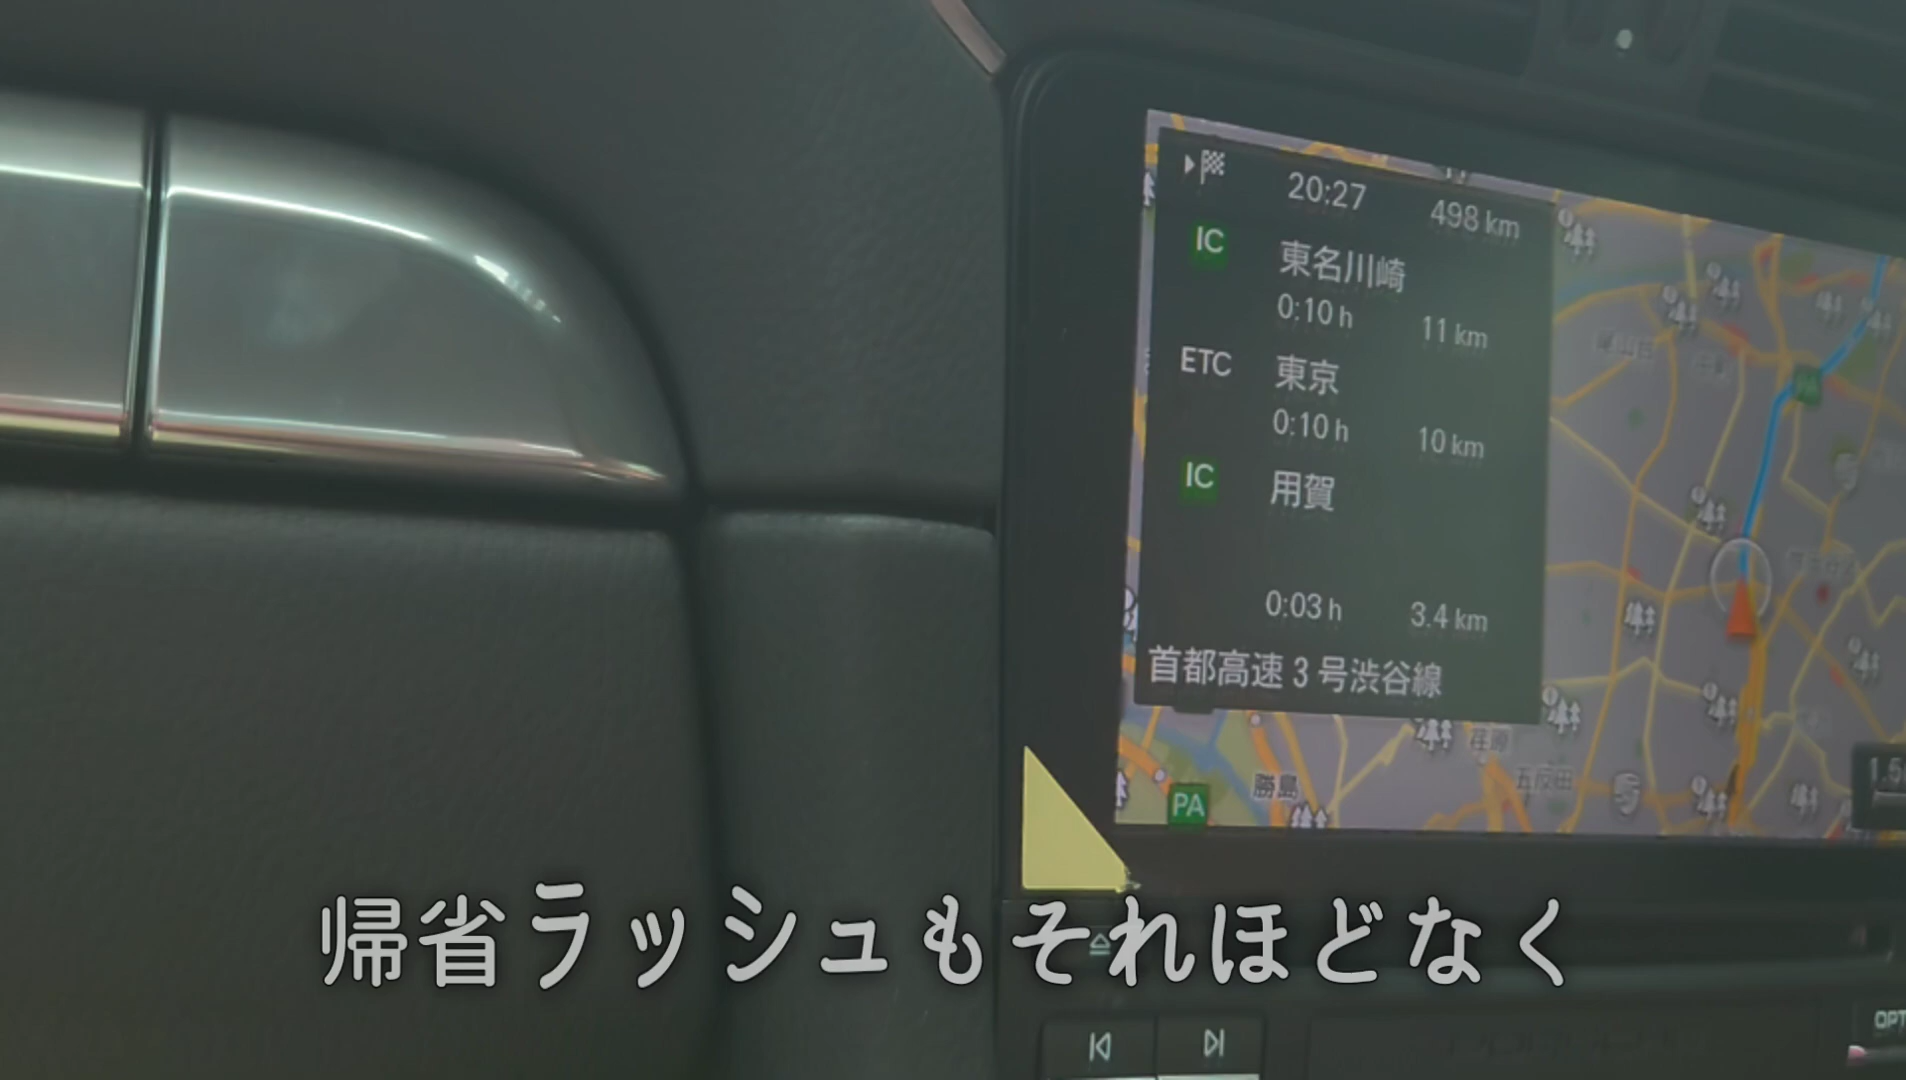 20:27 498 km
IC 東名川崎
0:10 h 11 km
ETC 東京
0:10 h 10 km
IC 用賀
0:03 h 3.4 km
首都高速 3 号渋谷線
荏原
五反田
勝島
PA
帰省ラッシュもそれほどなく